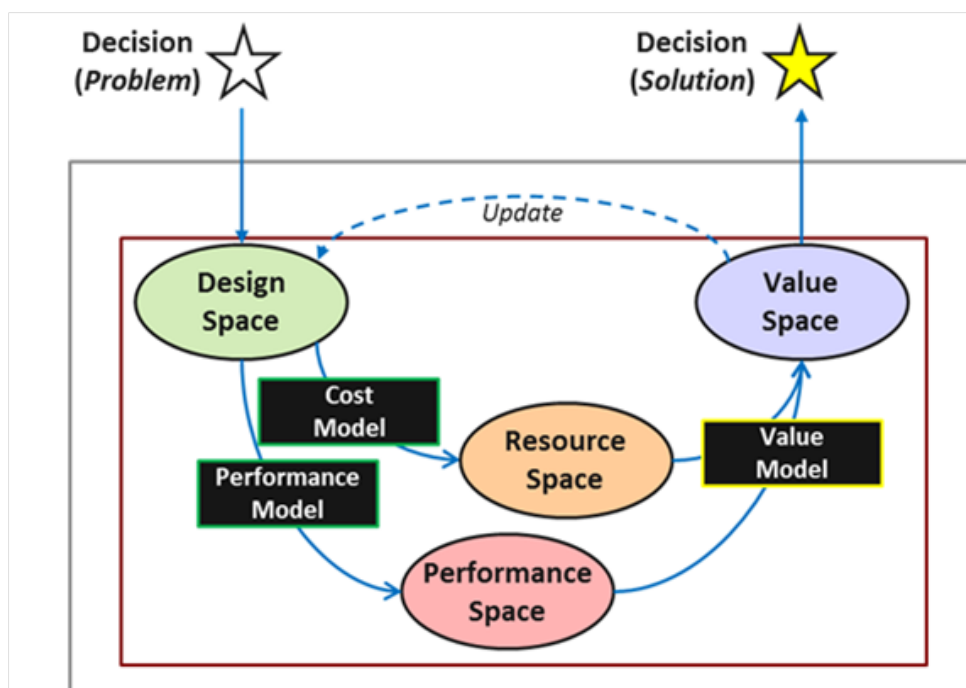 Decision
(Problem)
Decision
(Solution)
Update
Design
Space
Value
Space
Cost
Model
Resource
Space
Value
Model
Performance
Model
Performance
Space